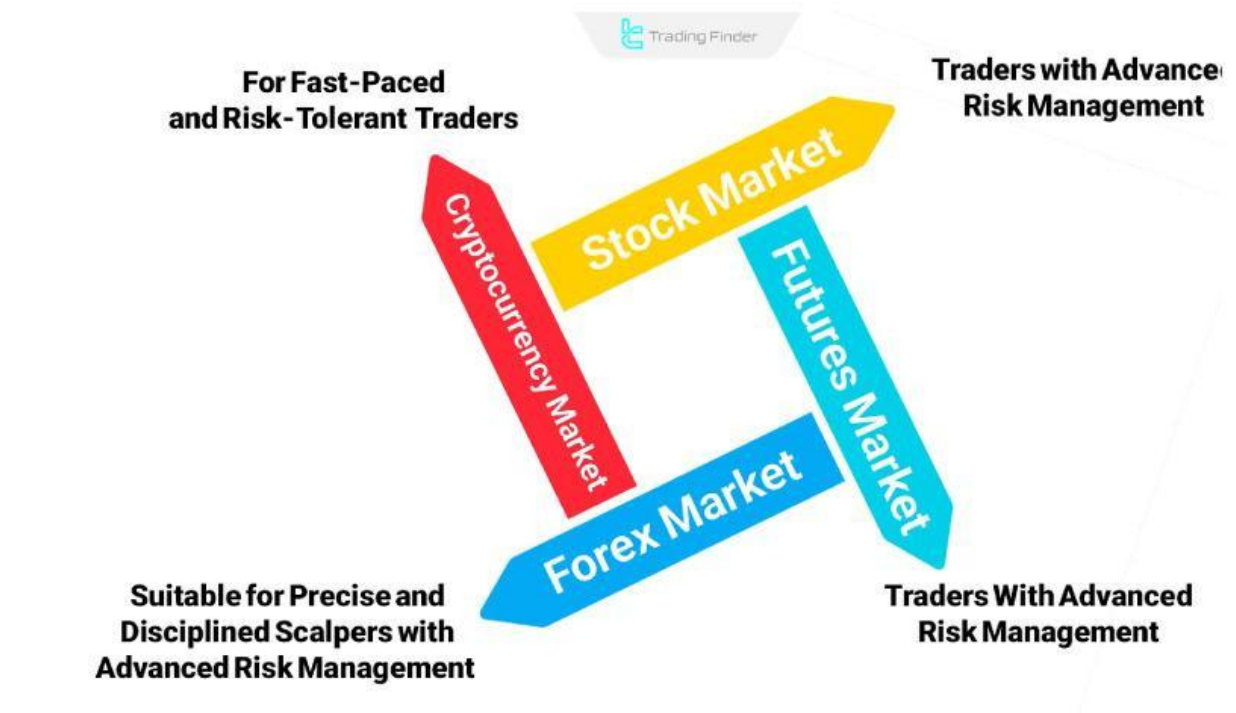 Trading Finder
For Fast-Paced
and Risk-Tolerant Traders
Traders with Advance
Risk Management
Stock Market
Cryptocurrency Market
Futures Market
Forex Market
Suitable for Precise and
Disciplined Scalpers with
Advanced Risk Management
Traders With Advanced
Risk Management